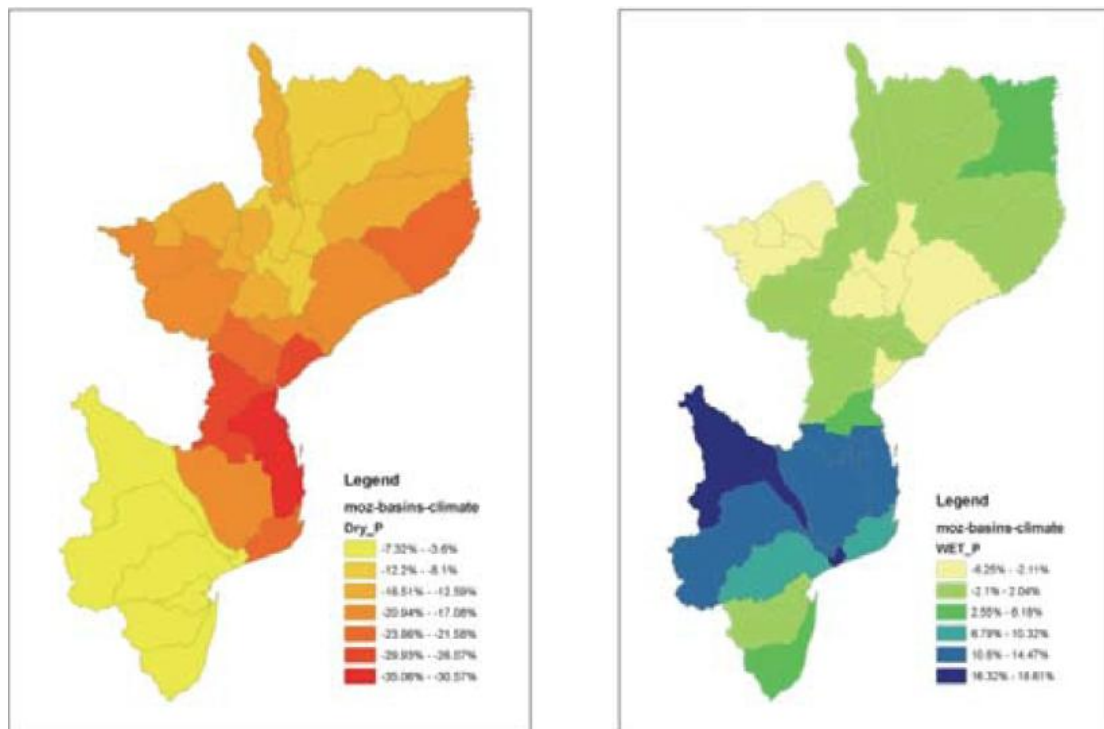 Legend
moz-basins-climate
Dry_P
-7.32% - -3.6%
-12.2% - -8.1%
-16.51% - -12.59%
-20.94% - -17.06%
-23.86% - -21.58%
-29.93% - -26.07%
-35.06% - -30.57%
Legend
moz-basins-climate
WET_P
-6.25% - -2.11%
-2.1% - 2.04%
2.55% - 6.18%
6.79% - 10.32%
10.8% - 14.47%
16.32% - 18.61%